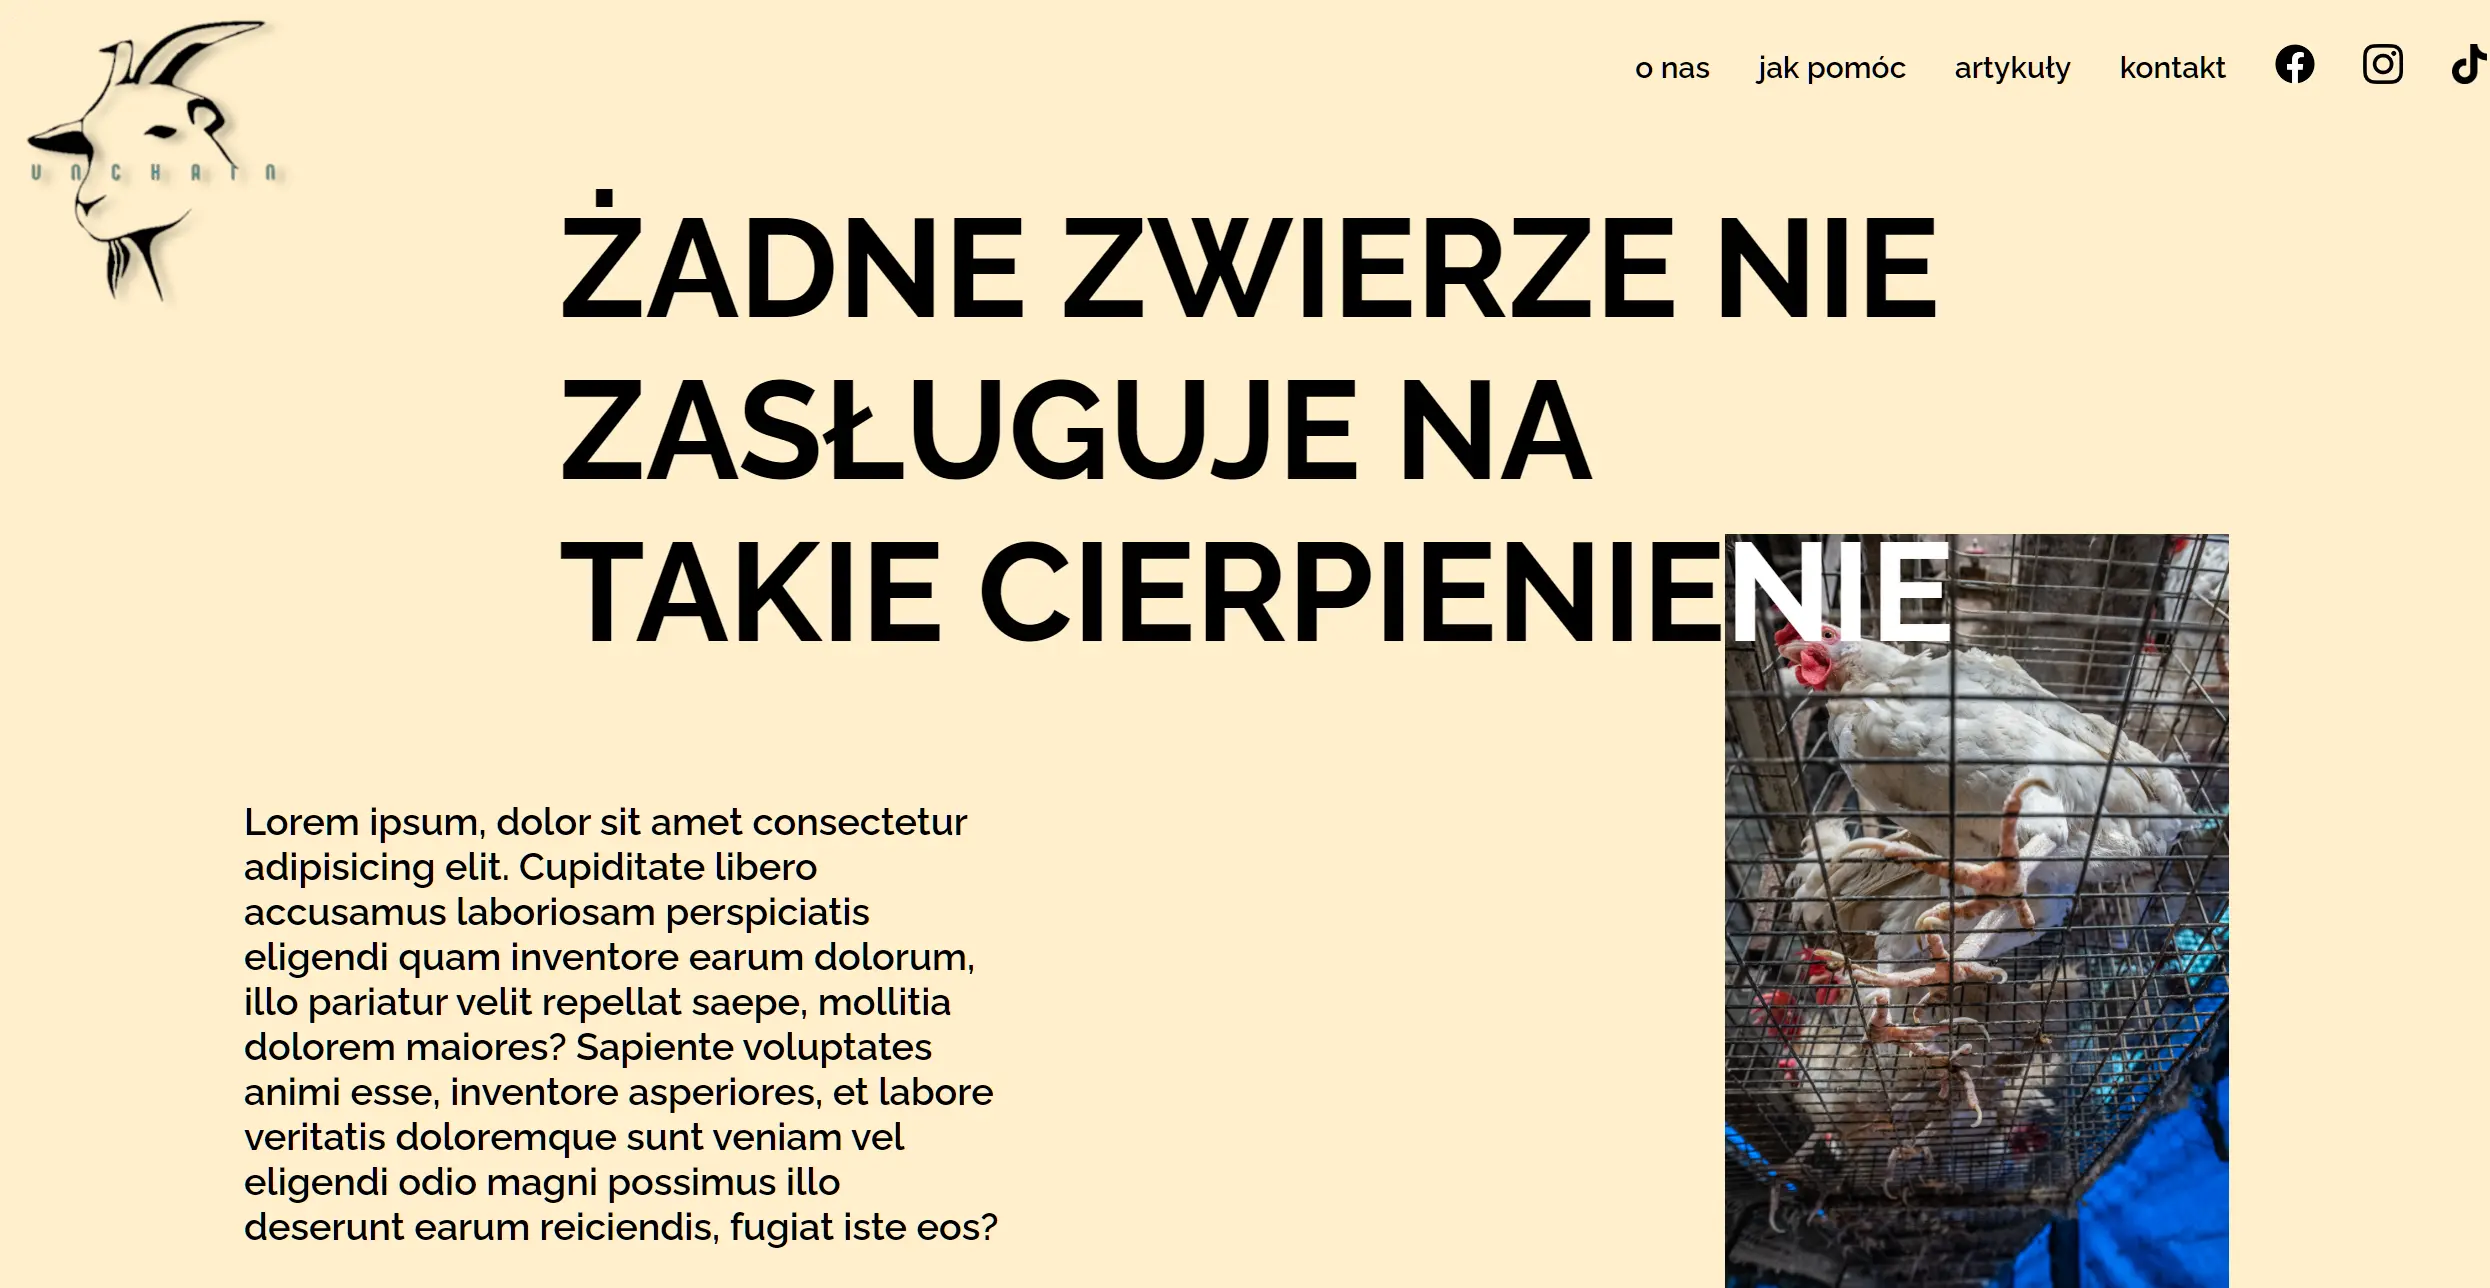 UNCHAIN
o nas jak pomóc artykuły kontakt
ŻADNE ZWIERZE NIE
ZASŁUGUJE NA
TAKIE CIERPIENIENIE
Lorem ipsum, dolor sit amet consectetur
adipisicing elit. Cupiditate libero
accusamus laboriosam perspiciatis
eligendi quam inventore earum dolorum,
illo pariatur velit repellat saepe, mollitia
dolorem maiores? Sapiente voluptates
animi esse, inventore asperiores, et labore
veritatis doloremque sunt veniam vel
eligendi odio magni possimus illo
deserunt earum reiciendis, fugiat iste eos?